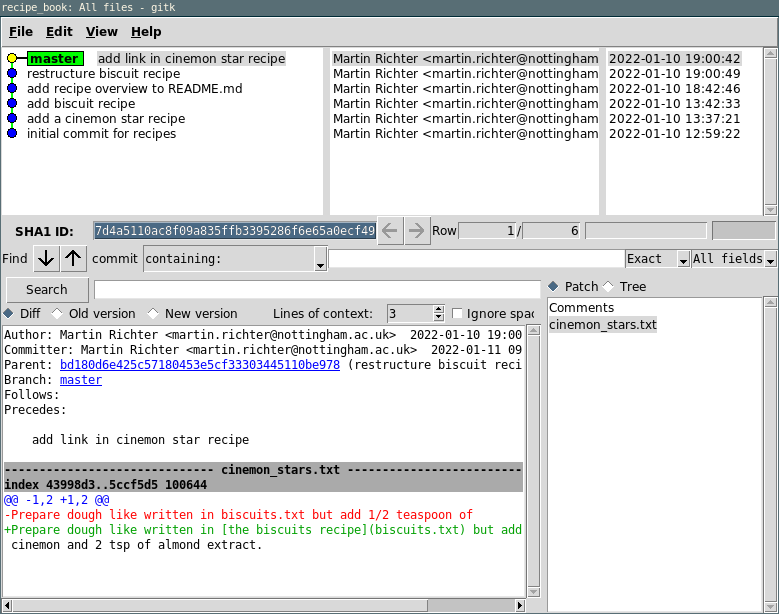 recipe_book: All files - gitk
File Edit View Help
master add link in cinemon star recipe Martin Richter <martin.richter@nottingham 2022-01-10 19:00:42
restructure biscuit recipe Martin Richter <martin.richter@nottingham 2022-01-10 19:00:49
add recipe overview to README.md Martin Richter <martin.richter@nottingham 2022-01-10 18:42:46
add biscuit recipe Martin Richter <martin.richter@nottingham 2022-01-10 13:42:33
add a cinemon star recipe Martin Richter <martin.richter@nottingham 2022-01-10 13:37:21
initial commit for recipes Martin Richter <martin.richter@nottingham 2022-01-10 12:59:22
SHA1 ID: 7d4a5110ac8f09a835ffb3395286f6e65a0ecf49 Row 1 / 6
Find commit containing: Exact All fields
Search
Patch Tree
Diff Old version New version Lines of context: 3 Ignore spac
Comments
cinemon_stars.txt
Author: Martin Richter <martin.richter@nottingham.ac.uk> 2022-01-10 19:00
Committer: Martin Richter <martin.richter@nottingham.ac.uk> 2022-01-11 09
Parent: bd180d6e425c57180453e5cf33303445110be978 (restructure biscuit reci
Branch: master
Follows:
Precedes:
add link in cinemon star recipe
------------------------------ cinemon_stars.txt -------------------------
index 43998d3..5ccf5d5 100644
@@ -1,2 +1,2 @@
-Prepare dough like written in biscuits.txt but add 1/2 teaspoon of
+Prepare dough like written in [the biscuits recipe](biscuits.txt) but add
cinemon and 2 tsp of almond extract.